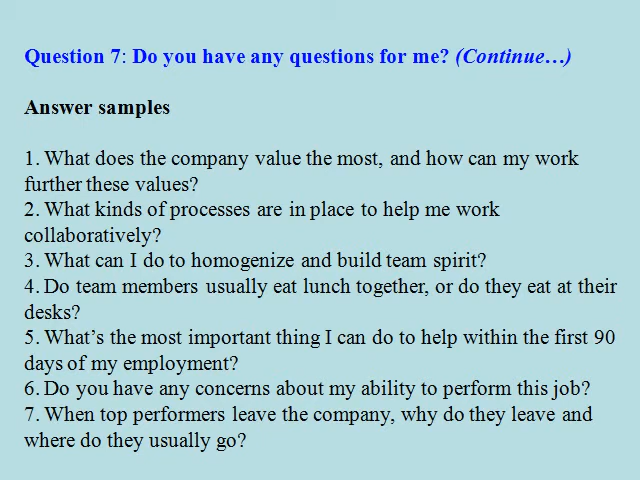 Question 7: Do you have any questions for me? (Continue…)
Answer samples
1. What does the company value the most, and how can my work
further these values?
2. What kinds of processes are in place to help me work
collaboratively?
3. What can I do to homogenize and build team spirit?
4. Do team members usually eat lunch together, or do they eat at their
desks?
5. What’s the most important thing I can do to help within the first 90
days of my employment?
6. Do you have any concerns about my ability to perform this job?
7. When top performers leave the company, why do they leave and
where do they usually go?